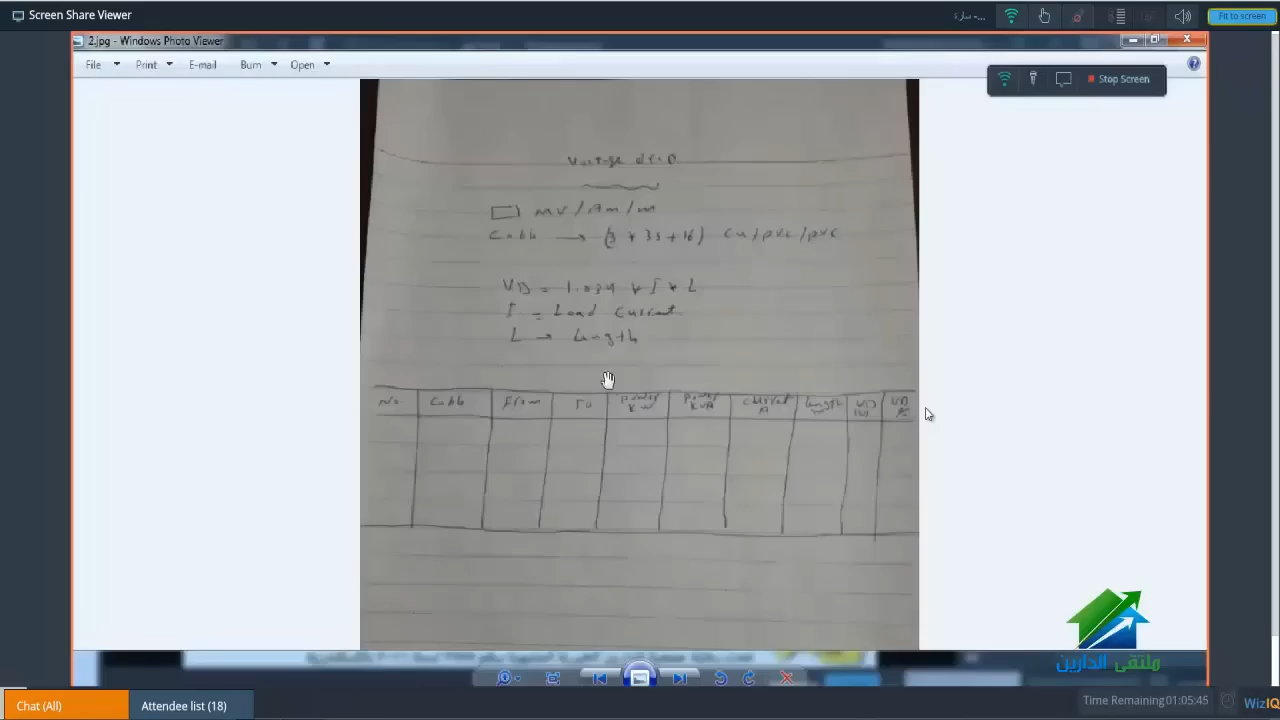 Screen Share Viewer
سارة -...
Fit to screen
2.jpg - Windows Photo Viewer
File Print E-mail Burn Open
Stop Screen
Voltage drop
mV/Am/m
Cable → (3 * 35 + 16) Cu/pvc/pvc
VD = 1.034 * I * L
I = Load Current
L → Length
No. Cable From To Power Kw Power KVA Current A Length m VD (V) VD %
ملتقى الدارين
Chat (All)
Attendee list (18)
Time Remaining 01:05:45
WizIQ